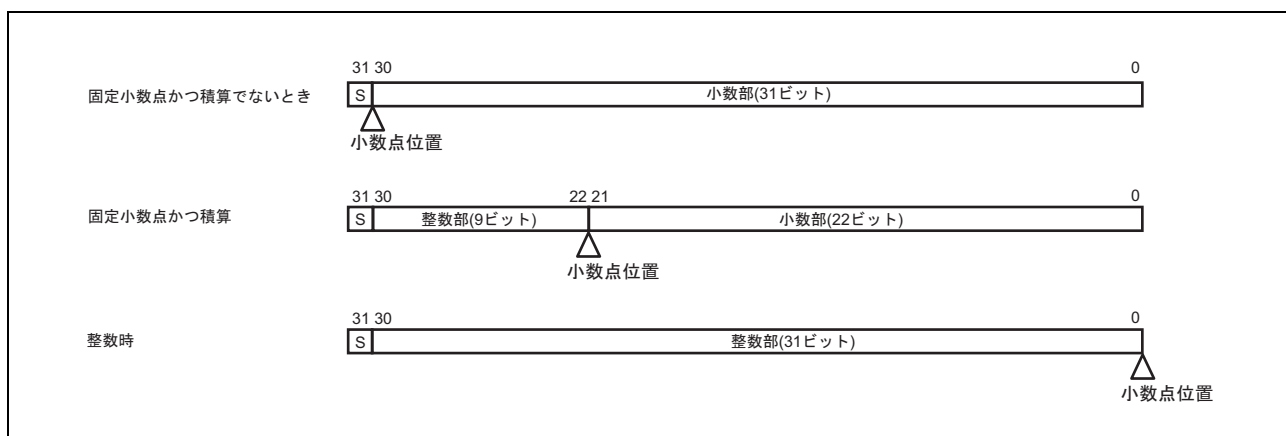 31 30 0
固定小数点かつ積算でないとき S 小数部(31ビット)
小数点位置
31 30 22 21 0
固定小数点かつ積算 S 整数部(9ビット) 小数部(22ビット)
小数点位置
31 30 0
整数時 S 整数部(31ビット)
小数点位置